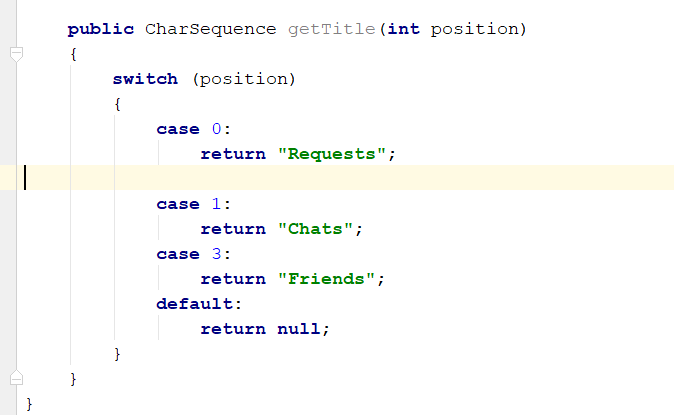 public CharSequence getTitle(int position)
{
switch (position)
{
case 0:
return "Requests";
case 1:
return "Chats";
case 3:
return "Friends";
default:
return null;
}
}
}